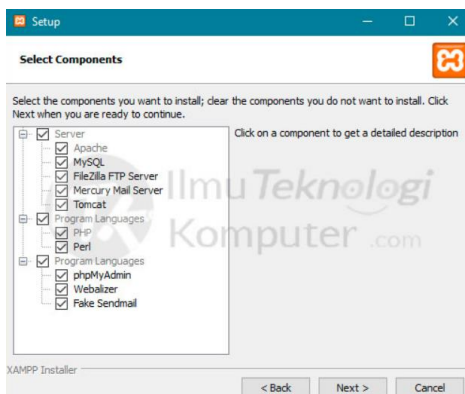 Setup
Select Components
Select the components you want to install; clear the components you do not want to install. Click
Next when you are ready to continue.
Server
Apache
MySQL
FileZilla FTP Server
Mercury Mail Server
Tomcat
Program Languages
PHP
Perl
Program Languages
phpMyAdmin
Webalizer
Fake Sendmail
Click on a component to get a detailed description
Ilmu Teknologi
Komputer .com
XAMPP Installer
< Back
Next >
Cancel